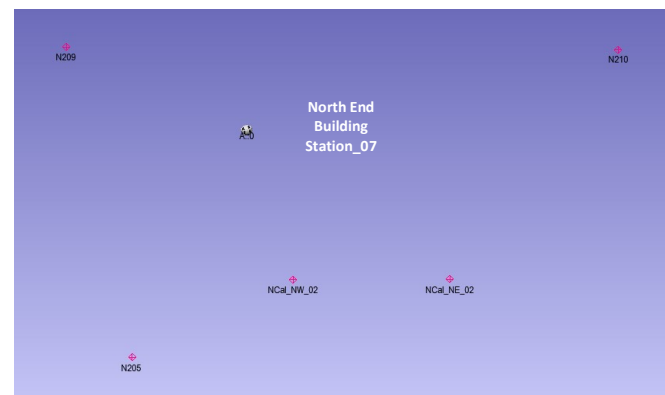 N209
N210
North End
Building
Station_07
NCal_NW_02
NCal_NE_02
N205